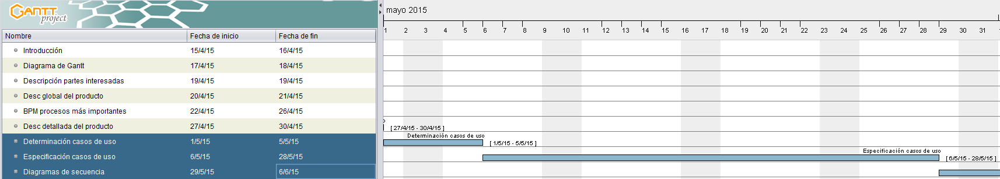 GANTT
project
mayo 2015
1 2 3 4 5 6 7 8 9 10 11 12 13 14 15 16 17 18 19 20 21 22 23 24 25 26 27 28 29 30 31
Nombre Fecha de inicio Fecha de fin
Introducción 15/4/15 16/4/15
Diagrama de Gantt 17/4/15 18/4/15
Descripción partes interesadas 19/4/15 19/4/15
Desc global del producto 20/4/15 21/4/15
BPM procesos más importantes 22/4/15 26/4/15
Desc detallada del producto 27/4/15 30/4/15
[ 27/4/15 - 30/4/15 ]
Determinación casos de uso 1/5/15 5/5/15
Determinación casos de uso
[ 1/5/15 - 5/5/15 ]
Especificación casos de uso 6/5/15 28/5/15
Especificación casos de uso
[ 6/5/15 - 28/5/15 ]
Diagramas de secuencia 29/5/15 6/6/15